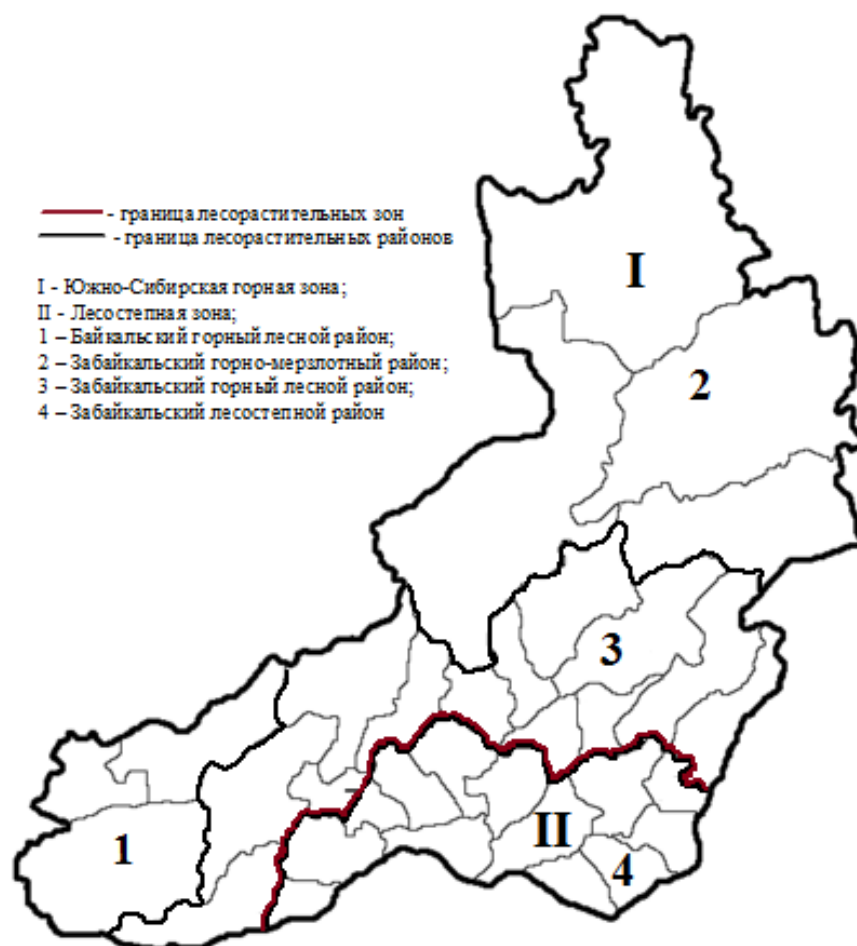 - граница лесорастительных зон
- граница лесорастительных районов
I - Южно-Сибирская горная зона;
II - Лесостепная зона;
1 – Байкальский горный лесной район;
2 – Забайкальский горно-мерзлотный район;
3 – Забайкальский горный лесной район;
4 – Забайкальский лесостепной район
I
2
3
II
1
4